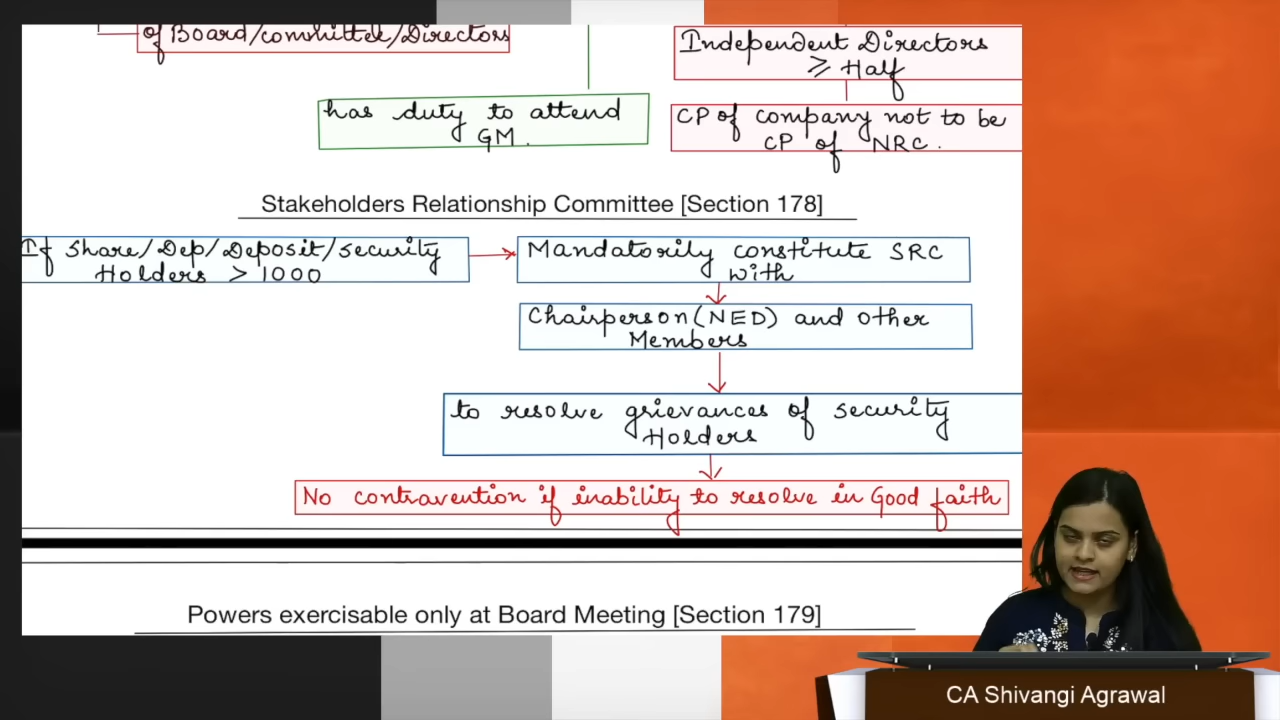 of Board/committee/Directors
has duty to attend
GM.
Independent Directors
⩾ Half
CP of company not to be
CP of NRC.
Stakeholders Relationship Committee [Section 178]
If Share/Dep/Deposit/security
Holders > 1000
Mandatorily constitute SRC
with
Chairperson (NED) and other
Members
to resolve grievances of security
Holders
No contravention if inability to resolve in Good faith
Powers exercisable only at Board Meeting [Section 179]
CA Shivangi Agrawal